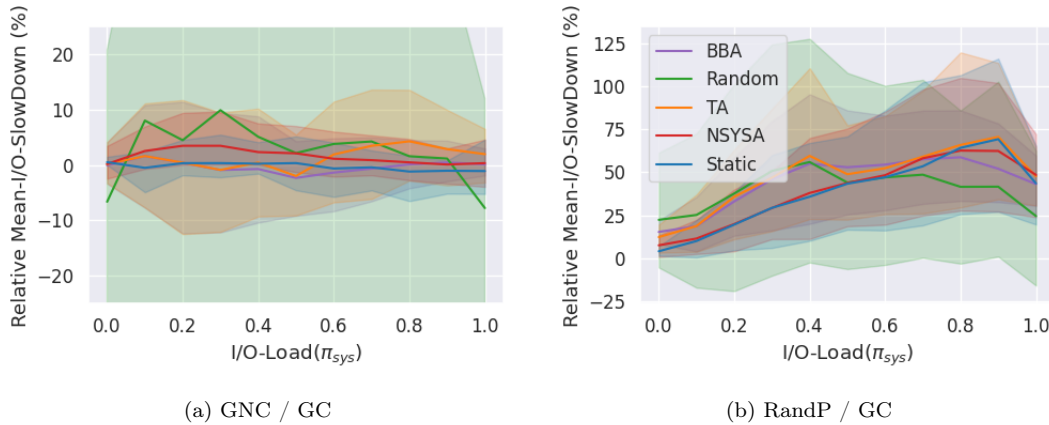 Relative Mean-I/O-SlowDown (%)
20
10
0
−10
−20
0.0 0.2 0.4 0.6 0.8 1.0
I/O-Load(π_sys)
(a) GNC / GC
Relative Mean-I/O-SlowDown (%)
125
100
75
50
25
0
−25
BBA
Random
TA
NSYSA
Static
0.0 0.2 0.4 0.6 0.8 1.0
I/O-Load(π_sys)
(b) RandP / GC